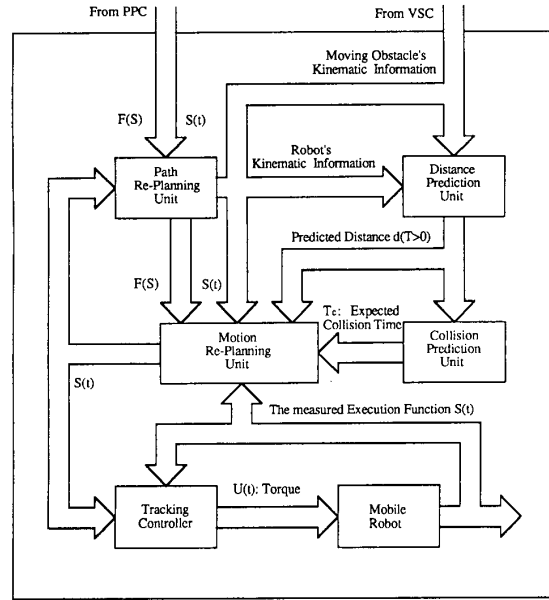 From PPC
From VSC
Moving Obstacle's
Kinematic Information
F(S)
S(t)
Path
Re-Planning
Unit
Robot's
Kinematic Information
Distance
Prediction
Unit
Predicted Distance d(T>0)
F(S)
S(t)
Tc: Expected
Collision Time
Motion
Re-Planning
Unit
Collision
Prediction
Unit
S(t)
The measured Execution Function S(t)
U(t): Torque
Tracking
Controller
Mobile
Robot